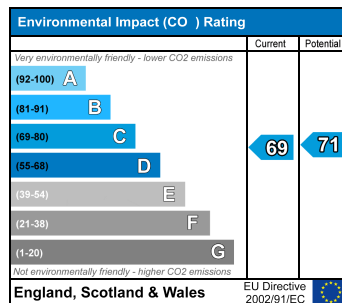 Environmental Impact (CO ) Rating
Current Potential
Very environmentally friendly - lower CO2 emissions
(92-100) A
(81-91) B
(69-80) C
69 71
(55-68) D
(39-54) E
(21-38) F
(1-20) G
Not environmentally friendly - higher CO2 emissions
England, Scotland & Wales
EU Directive
2002/91/EC